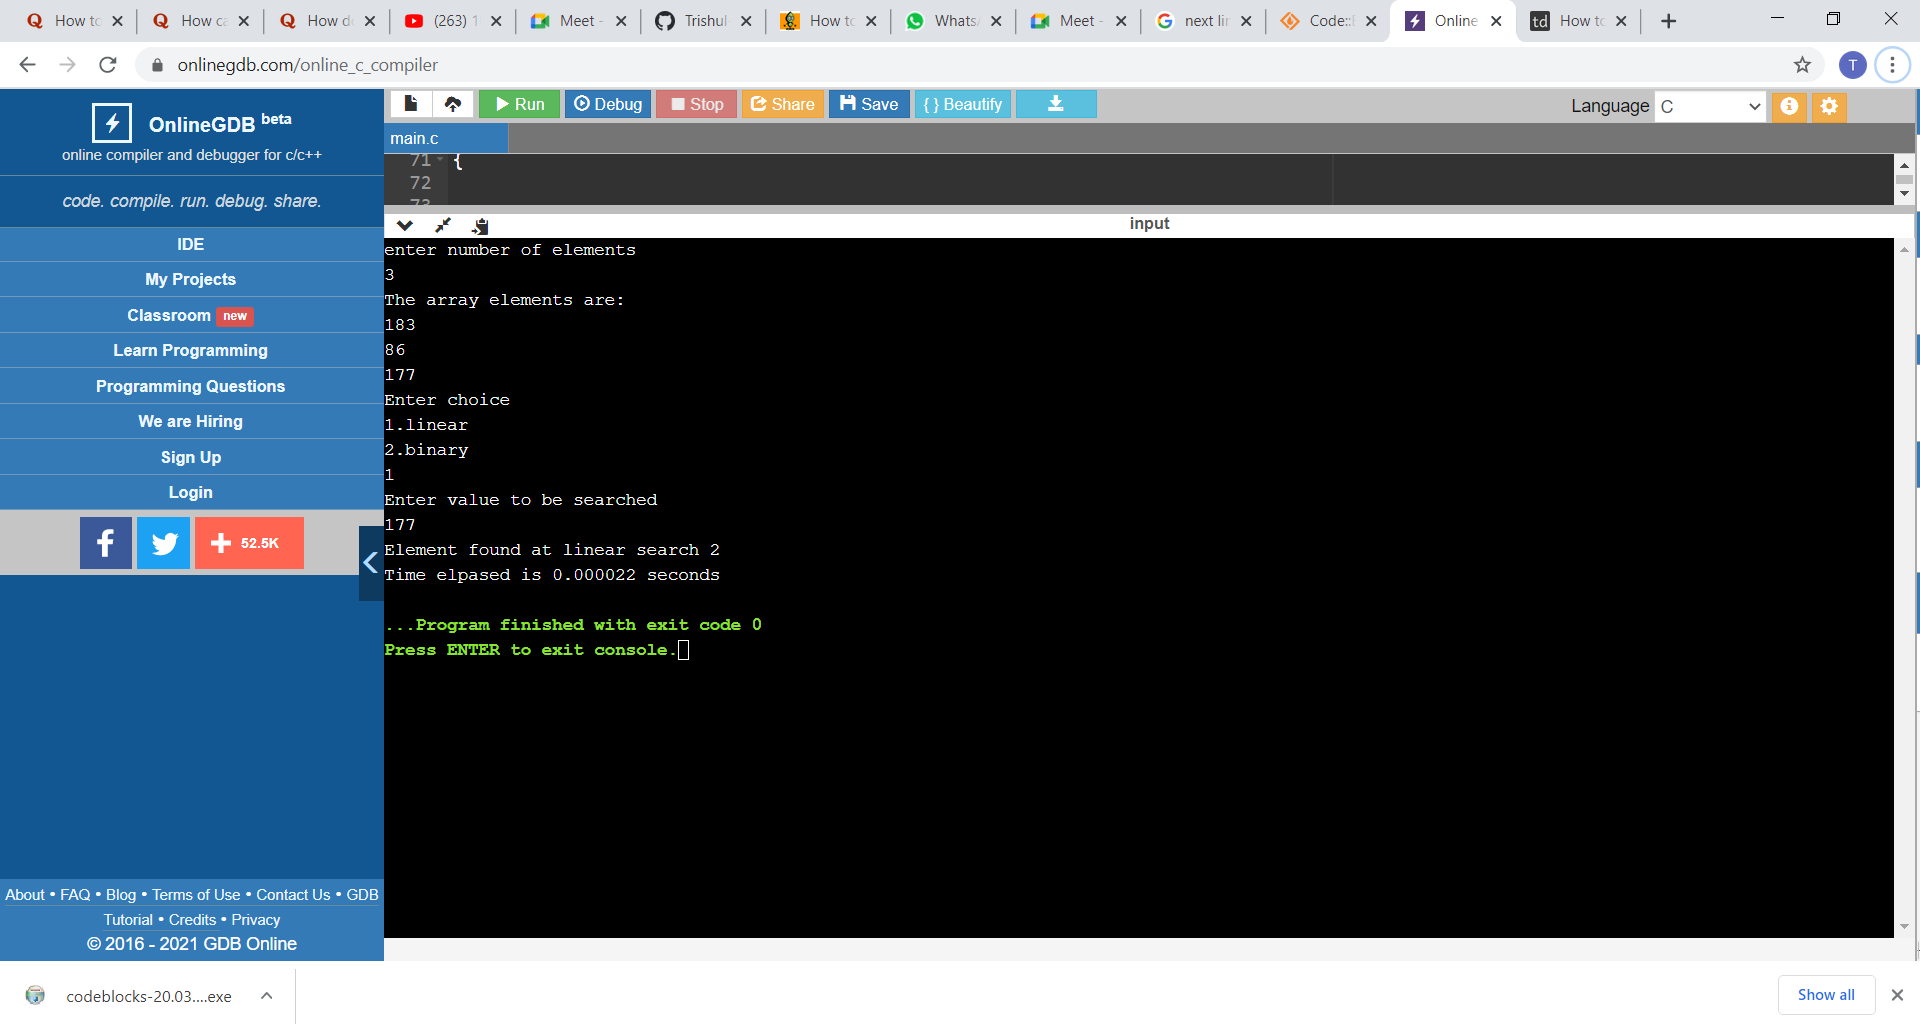 How to
How ca
How d
(263) 1
Meet -
Trishul-
How to
Whats
Meet -
next lin
Code::
Online
How to
onlinegdb.com/online_c_compiler
T
OnlineGDB beta
online compiler and debugger for c/c++
code. compile. run. debug. share.
IDE
My Projects
Classroom new
Learn Programming
Programming Questions
We are Hiring
Sign Up
Login
52.5K
About • FAQ • Blog • Terms of Use • Contact Us • GDB
Tutorial • Credits • Privacy
© 2016 - 2021 GDB Online
Run Debug Stop Share Save { } Beautify
Language C
main.c
71 {
72
73
input
enter number of elements
3
The array elements are:
183
86
177
Enter choice
1.linear
2.binary
1
Enter value to be searched
177
Element found at linear search 2
Time elpased is 0.000022 seconds
...Program finished with exit code 0
Press ENTER to exit console.
codeblocks-20.03....exe
Show all